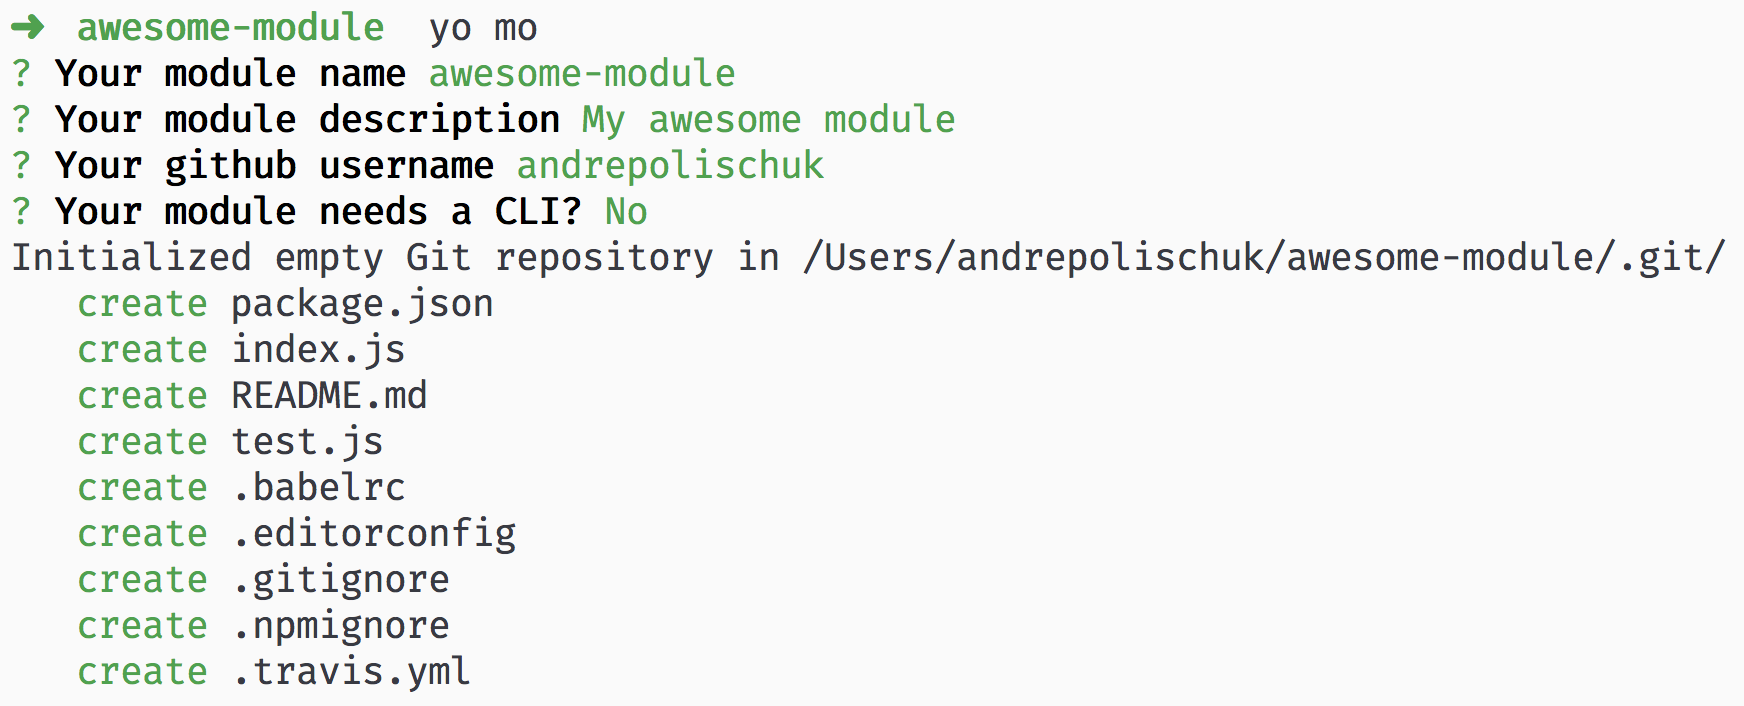 ➜ awesome-module yo mo
? Your module name awesome-module
? Your module description My awesome module
? Your github username andrepolischuk
? Your module needs a CLI? No
Initialized empty Git repository in /Users/andrepolischuk/awesome-module/.git/
create package.json
create index.js
create README.md
create test.js
create .babelrc
create .editorconfig
create .gitignore
create .npmignore
create .travis.yml